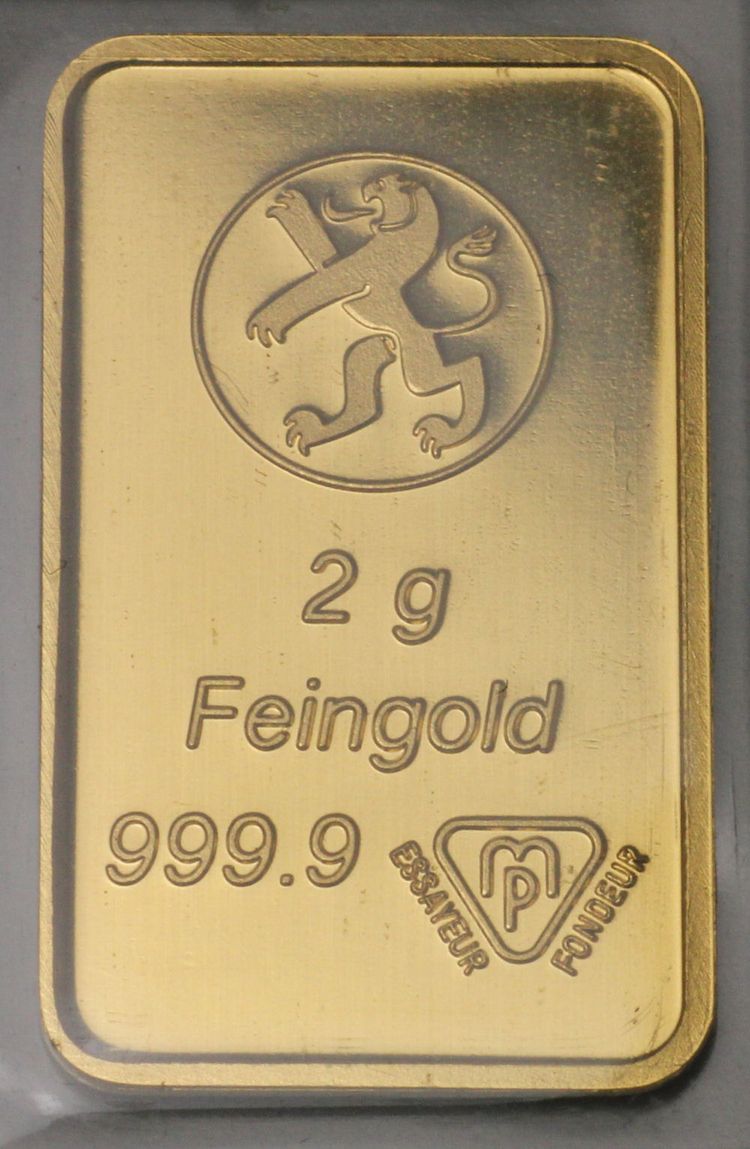 2 g
Feingold
999.9
MP
ESSAYEUR
FONDEUR